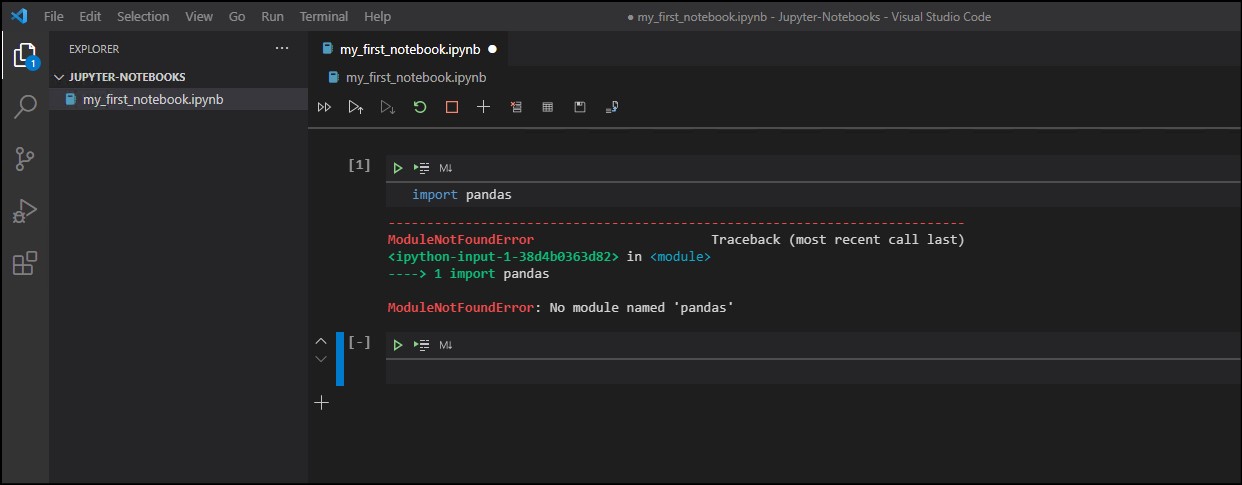 File Edit Selection View Go Run Terminal Help ● my_first_notebook.ipynb - Jupyter-Notebooks - Visual Studio Code
1
EXPLORER ···
JUPYTER-NOTEBOOKS
my_first_notebook.ipynb
my_first_notebook.ipynb ●
my_first_notebook.ipynb
[1]
M↓
import pandas
---------------------------------------------------------------------------
ModuleNotFoundError Traceback (most recent call last)
<ipython-input-1-38d4b0363d82> in <module>
----> 1 import pandas
ModuleNotFoundError: No module named 'pandas'
[-]
M↓